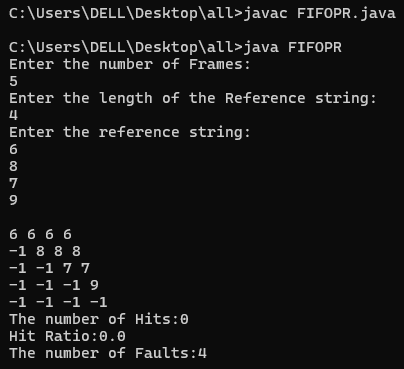 C:\Users\DELL\Desktop\all>javac FIFOPR.java
C:\Users\DELL\Desktop\all>java FIFOPR
Enter the number of Frames:
5
Enter the length of the Reference string:
4
Enter the reference string:
6
8
7
9
6 6 6 6
-1 8 8 8
-1 -1 7 7
-1 -1 -1 9
-1 -1 -1 -1
The number of Hits:0
Hit Ratio:0.0
The number of Faults:4